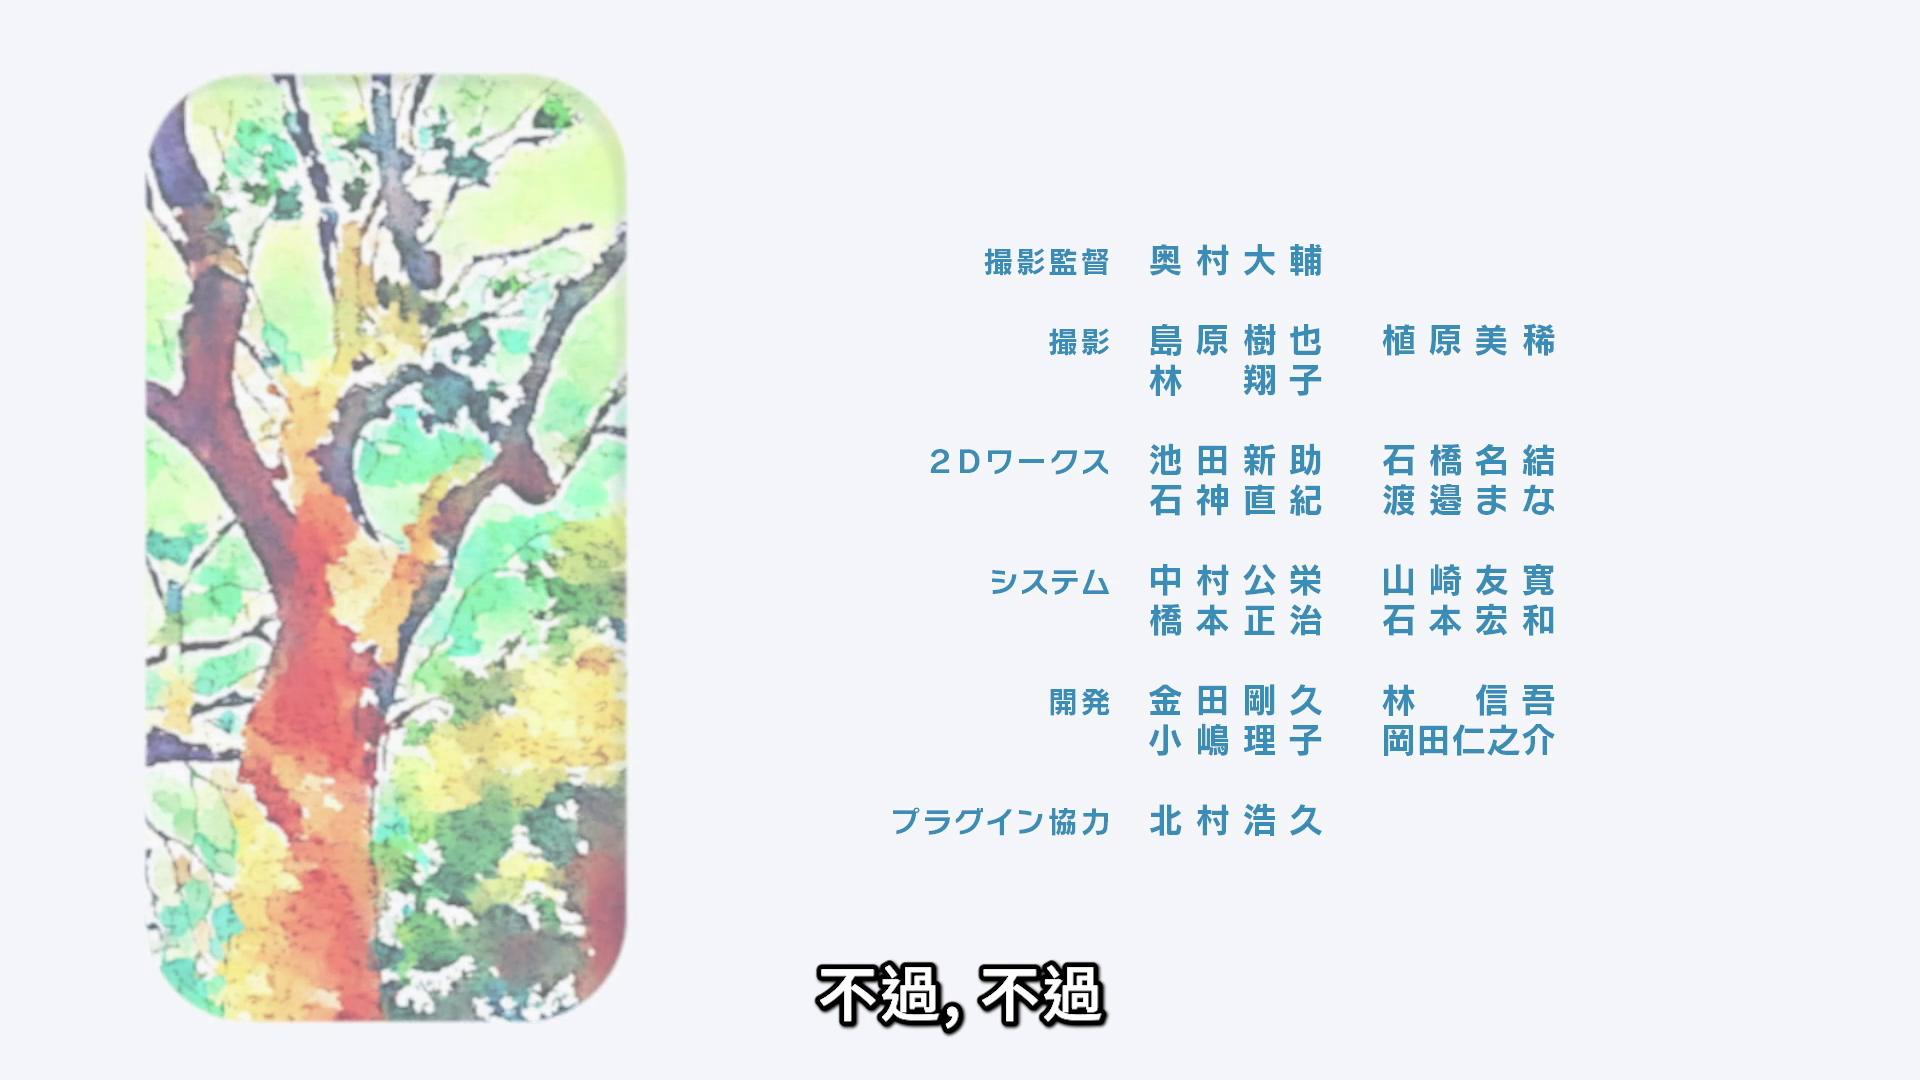 撮影監督 奥村大輔
撮影 島原樹也 植原美稀
林 翔子
2Dワークス 池田新助 石橋名結
石神直紀 渡邉まな
システム 中村公栄 山崎友寛
橋本正治 石本宏和
開発 金田剛久 林 信吾
小嶋理子 岡田仁之介
プラグイン協力 北村浩久
不過, 不過